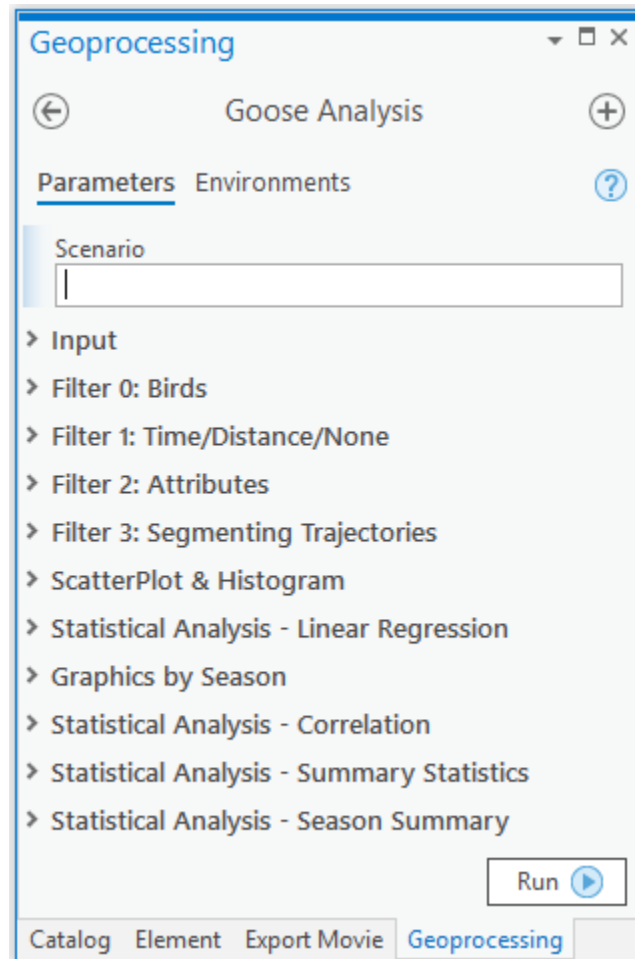 Geoprocessing
Goose Analysis
Parameters Environments
Scenario
Input
Filter 0: Birds
Filter 1: Time/Distance/None
Filter 2: Attributes
Filter 3: Segmenting Trajectories
ScatterPlot & Histogram
Statistical Analysis - Linear Regression
Graphics by Season
Statistical Analysis - Correlation
Statistical Analysis - Summary Statistics
Statistical Analysis - Season Summary
Run
Catalog Element Export Movie Geoprocessing